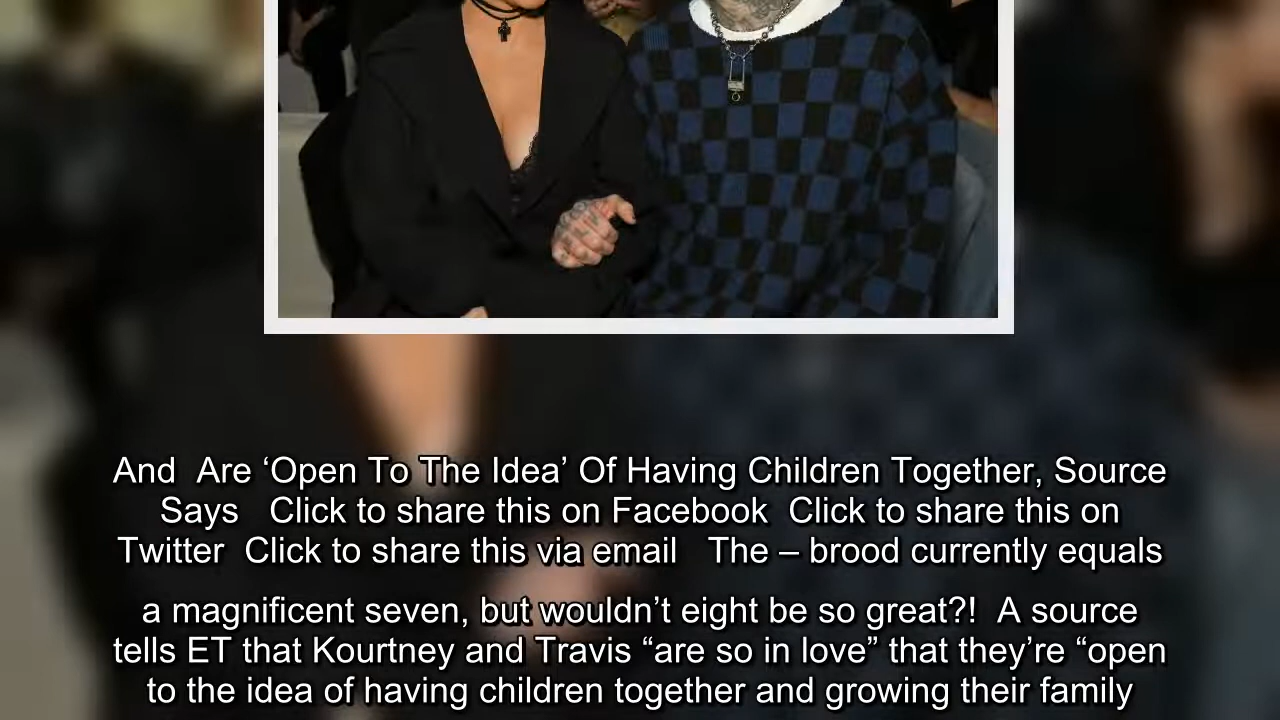 And  Are ‘Open To The Idea’ Of Having Children Together, Source
Says   Click to share this on Facebook  Click to share this on
Twitter  Click to share this via email   The – brood currently equals
a magnificent seven, but wouldn’t eight be so great?!  A source
tells ET that Kourtney and Travis “are so in love” that they’re “open
to the idea of having children together and growing their family